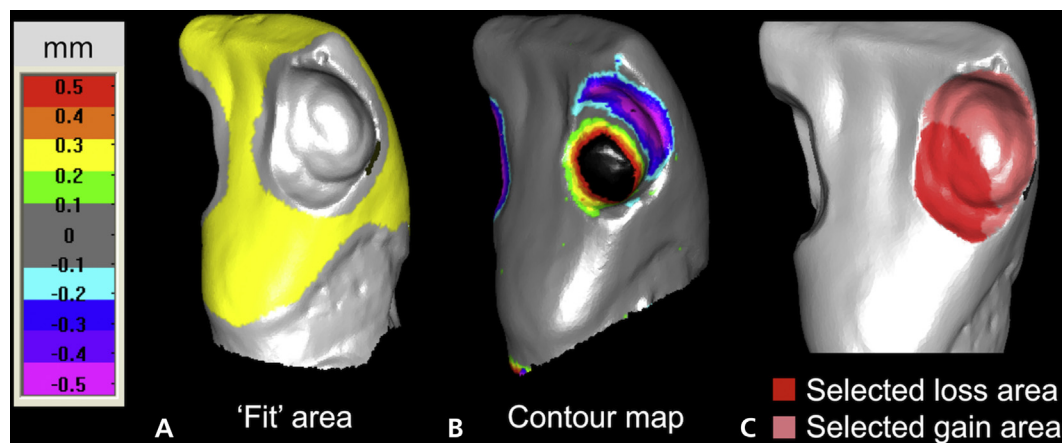 mm
0.5
0.4
0.3
0.2
0.1
0
-0.1
-0.2
-0.3
-0.4
-0.5
A 'Fit' area
B Contour map
C Selected loss area
Selected gain area